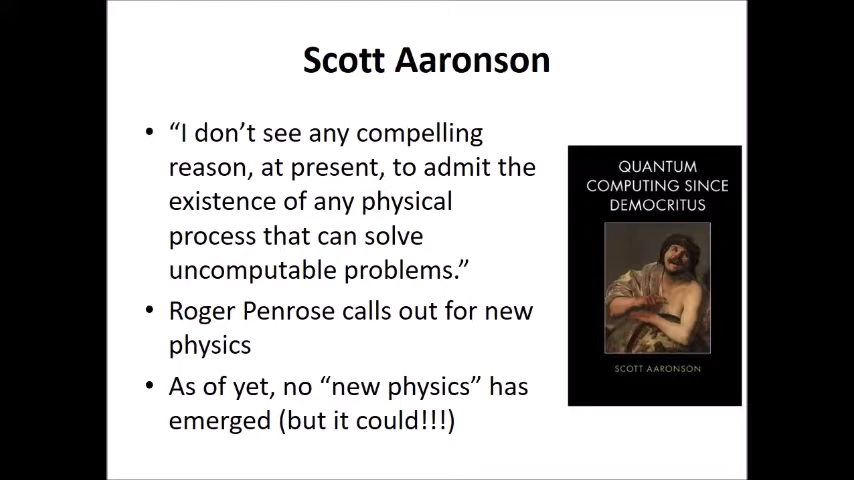 Scott Aaronson
• “I don’t see any compelling
reason, at present, to admit the
existence of any physical
process that can solve
uncomputable problems.”
• Roger Penrose calls out for new
physics
• As of yet, no “new physics” has
emerged (but it could!!!)
QUANTUM
COMPUTING SINCE
DEMOCRITUS
SCOTT AARONSON